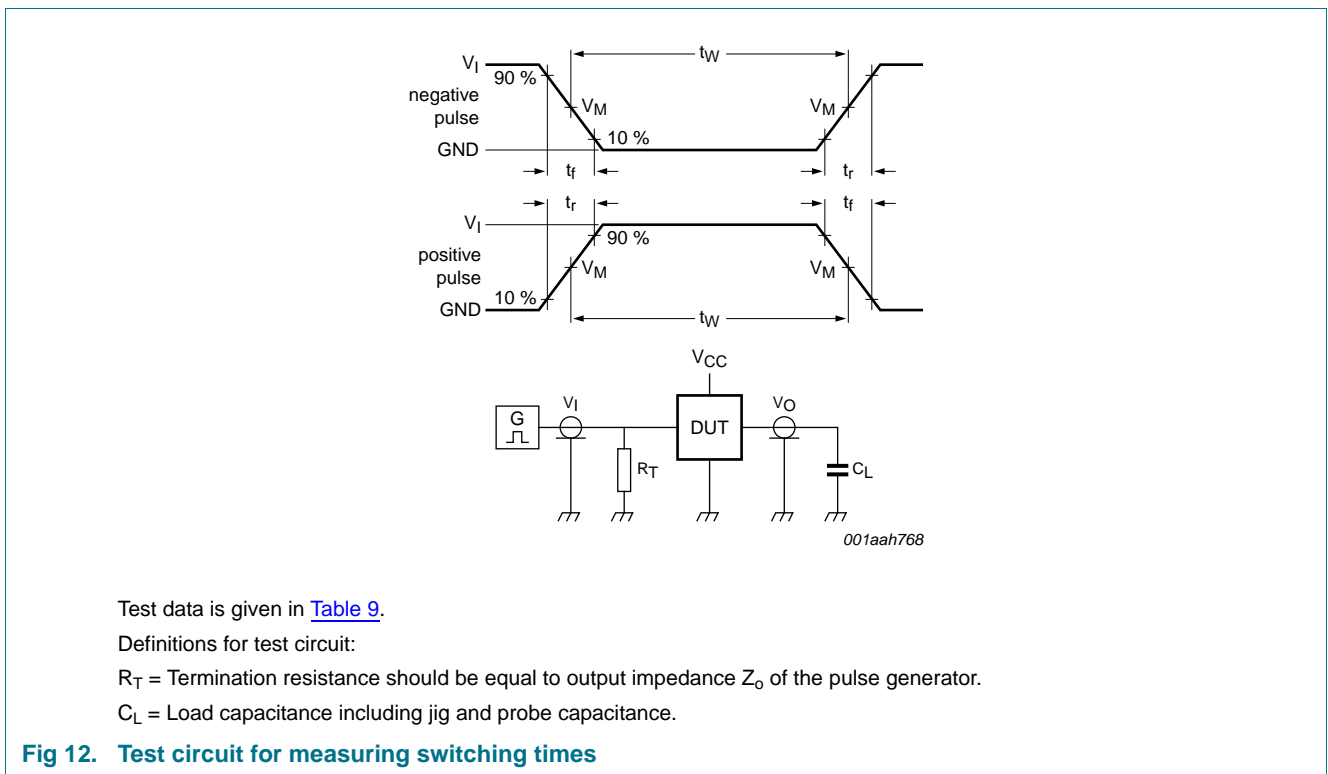 V_I
90 %
t_W
negative
pulse
V_M
V_M
10 %
GND
t_f
t_r
t_r
t_f
V_I
90 %
positive
pulse
V_M
V_M
10 %
GND
t_W
V_CC
G
V_I
DUT
V_O
R_T
C_L
001aah768
Test data is given in Table 9.
Definitions for test circuit:
R_T = Termination resistance should be equal to output impedance Z_o of the pulse generator.
C_L = Load capacitance including jig and probe capacitance.
Fig 12. Test circuit for measuring switching times